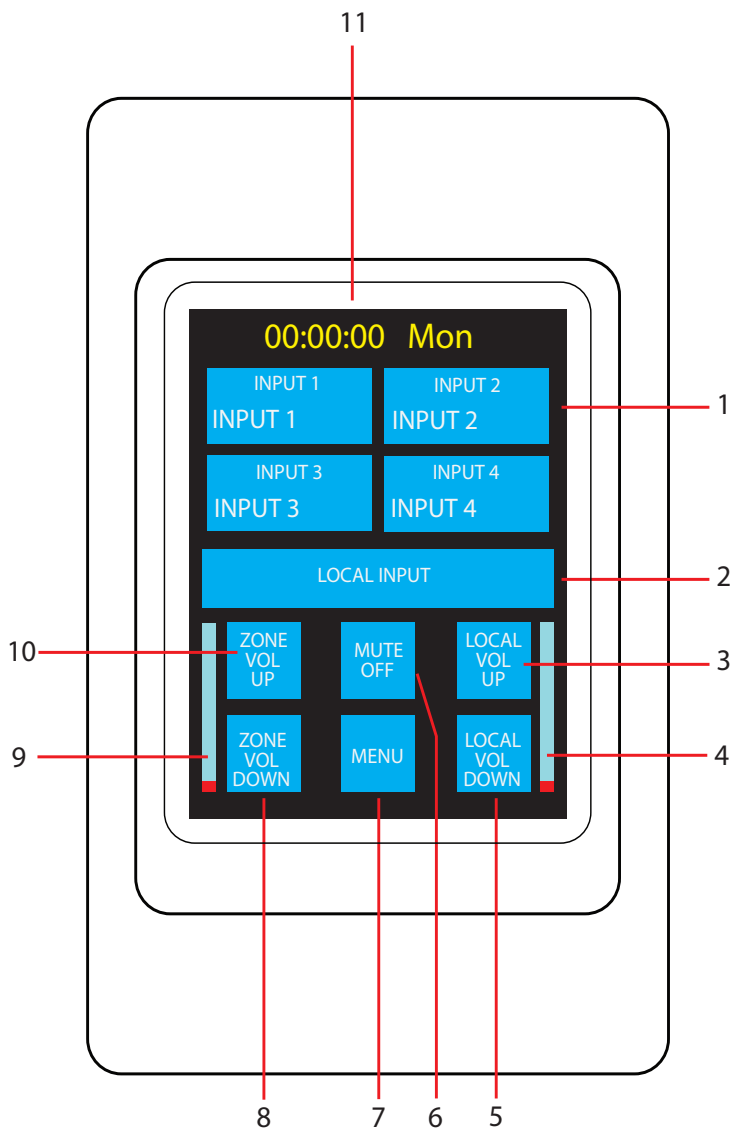 11
00:00:00 Mon
INPUT 1
INPUT 1
INPUT 2
INPUT 2
1
INPUT 3
INPUT 3
INPUT 4
INPUT 4
LOCAL INPUT
2
10
ZONE
VOL
UP
MUTE
OFF
LOCAL
VOL
UP
3
9
ZONE
VOL
DOWN
MENU
LOCAL
VOL
DOWN
4
8
7
6
5